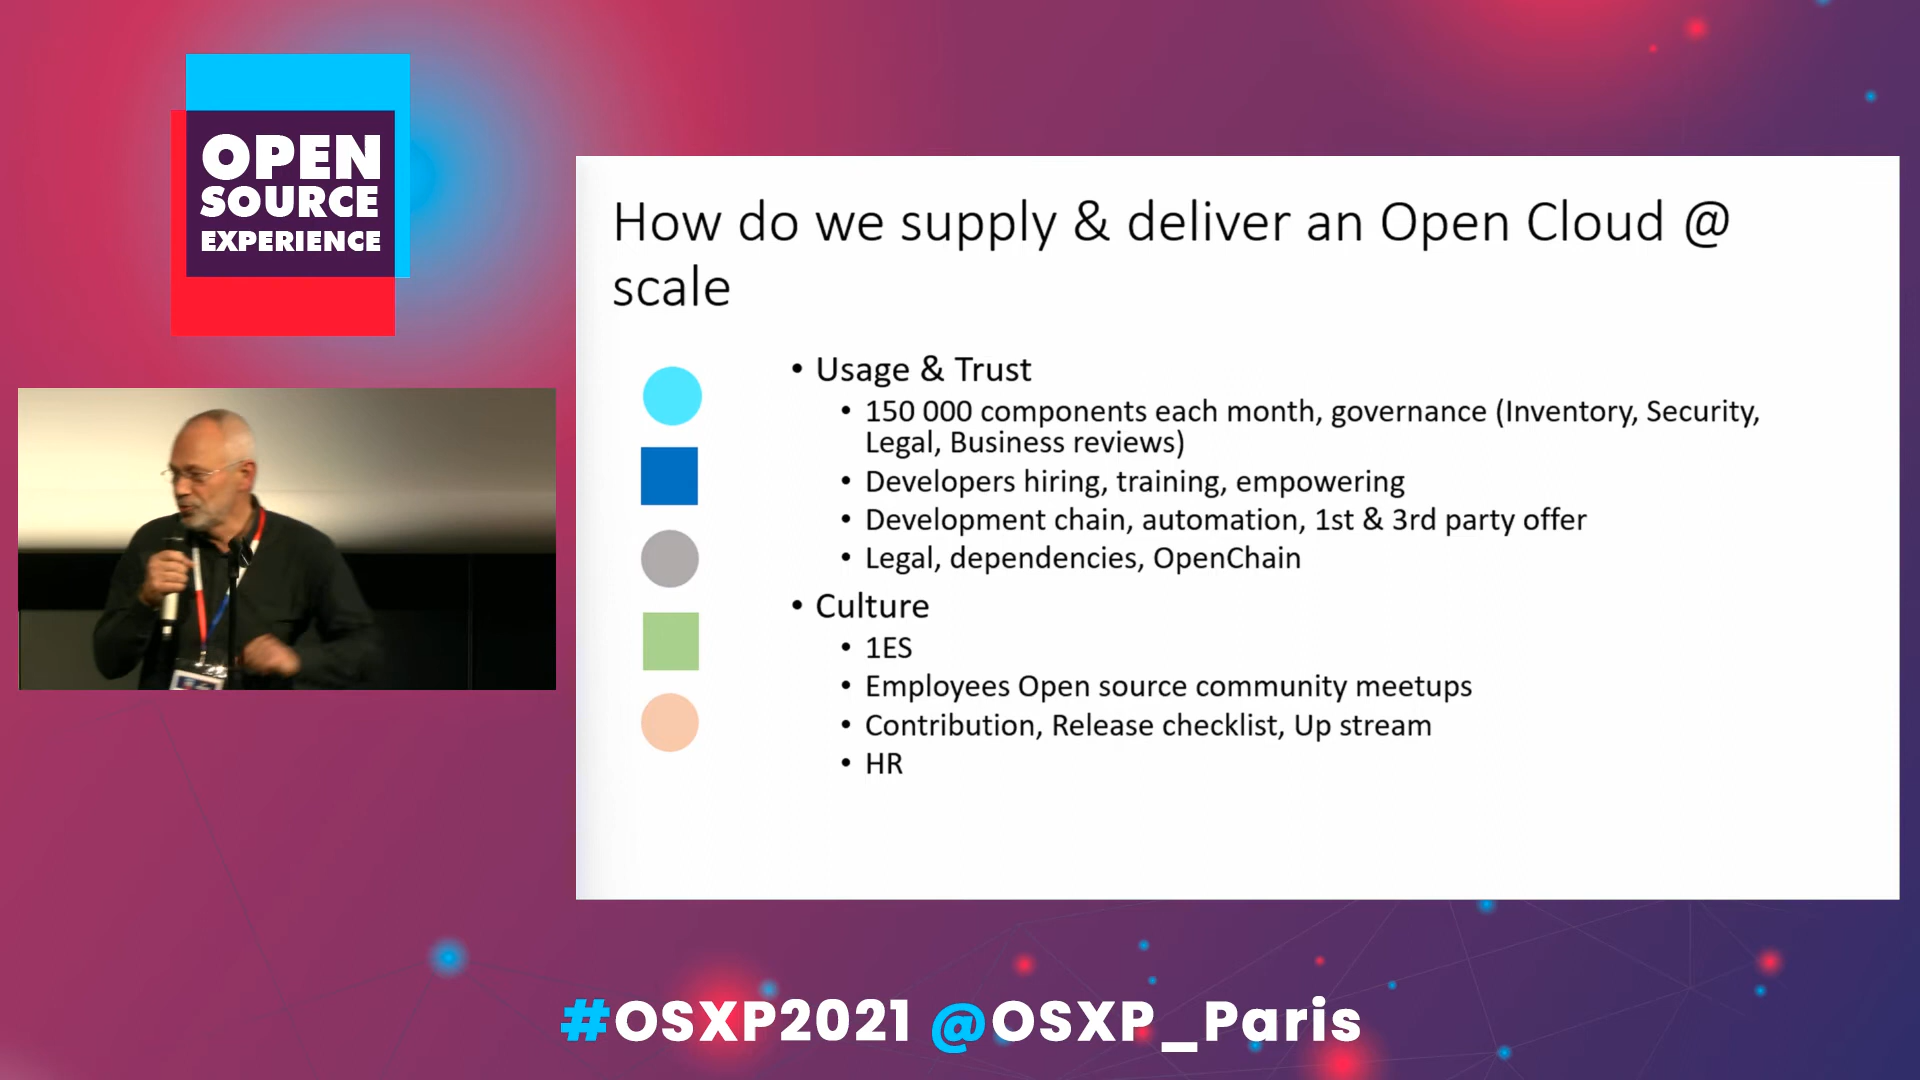 OPEN
SOURCE
EXPERIENCE
How do we supply & deliver an Open Cloud @
scale
• Usage & Trust
• 150 000 components each month, governance (Inventory, Security,
Legal, Business reviews)
• Developers hiring, training, empowering
• Development chain, automation, 1st & 3rd party offer
• Legal, dependencies, OpenChain
• Culture
• 1ES
• Employees Open source community meetups
• Contribution, Release checklist, Up stream
• HR
#OSXP2021 @OSXP_Paris